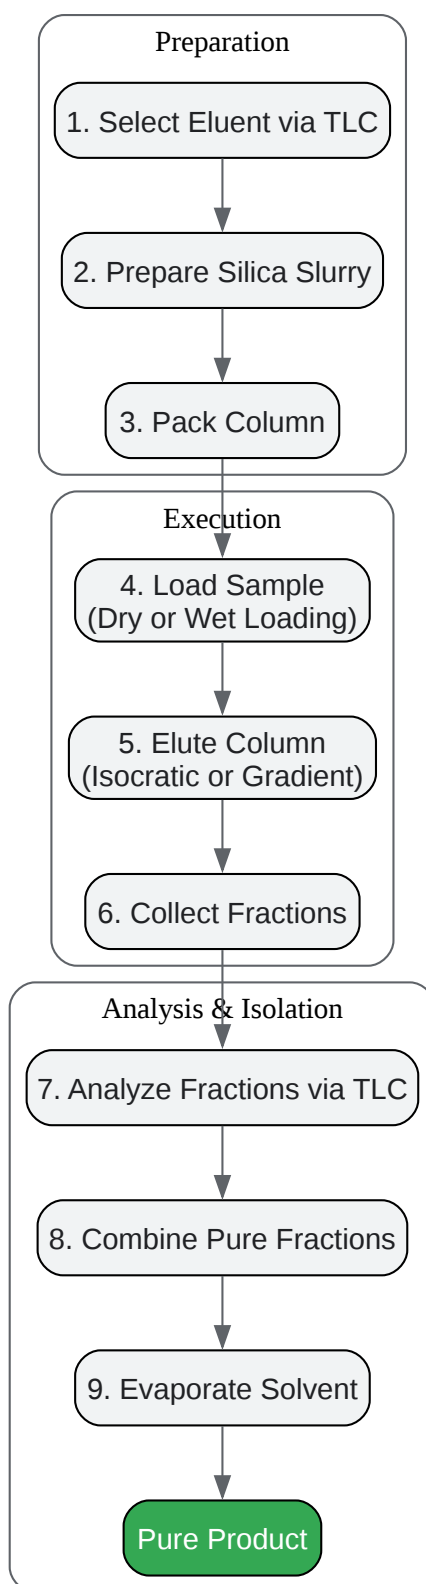 Preparation
1. Select Eluent via TLC
2. Prepare Silica Slurry
3. Pack Column
Execution
4. Load Sample
(Dry or Wet Loading)
5. Elute Column
(Isocratic or Gradient)
6. Collect Fractions
Analysis & Isolation
7. Analyze Fractions via TLC
8. Combine Pure Fractions
9. Evaporate Solvent
Pure Product